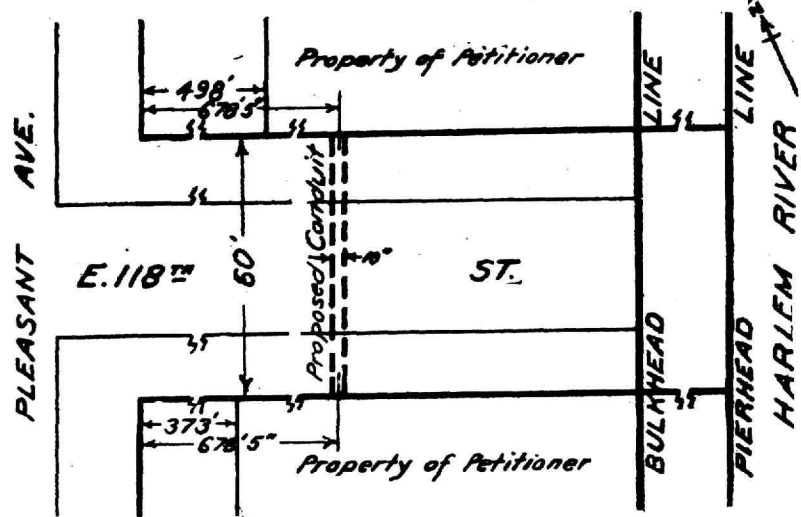 Property of Petitioner
498'
678'5"
PLEASANT AVE.
E. 118TH ST.
60'
Proposed Conduit
10"
BULKHEAD LINE
PIERHEAD LINE
HARLEM RIVER
N
373'
678'5"
Property of Petitioner